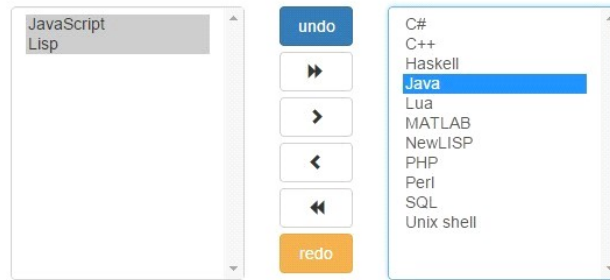 JavaScript
Lisp
undo
redo
C#
C++
Haskell
Java
Lua
MATLAB
NewLISP
PHP
Perl
SQL
Unix shell